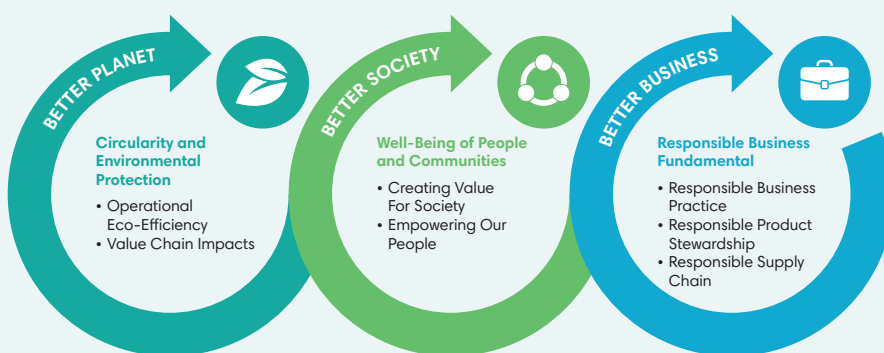 BETTER PLANET
Circularity and
Environmental
Protection
• Operational
Eco-Efficiency
• Value Chain Impacts
BETTER SOCIETY
Well-Being of People
and Communities
• Creating Value
For Society
• Empowering Our
People
BETTER BUSINESS
Responsible Business
Fundamental
• Responsible Business
Practice
• Responsible Product
Stewardship
• Responsible Supply
Chain